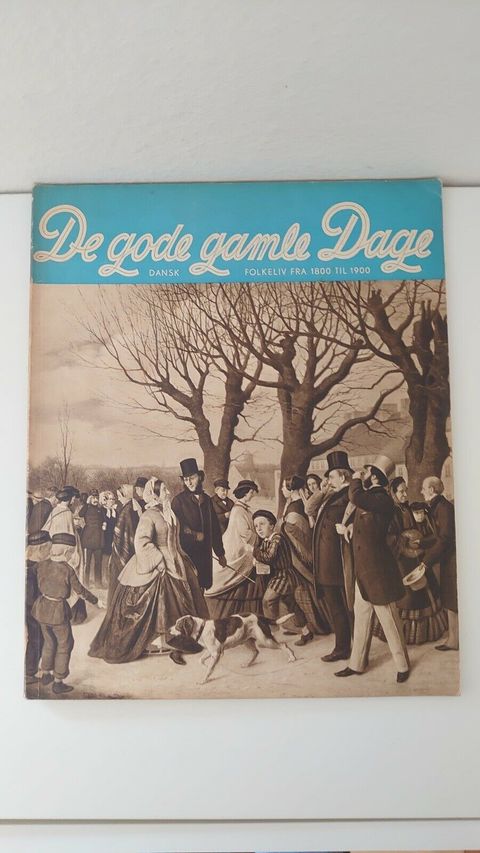 De gode gamle Dage
DANSK FOLKELIV FRA 1800 TIL 1900